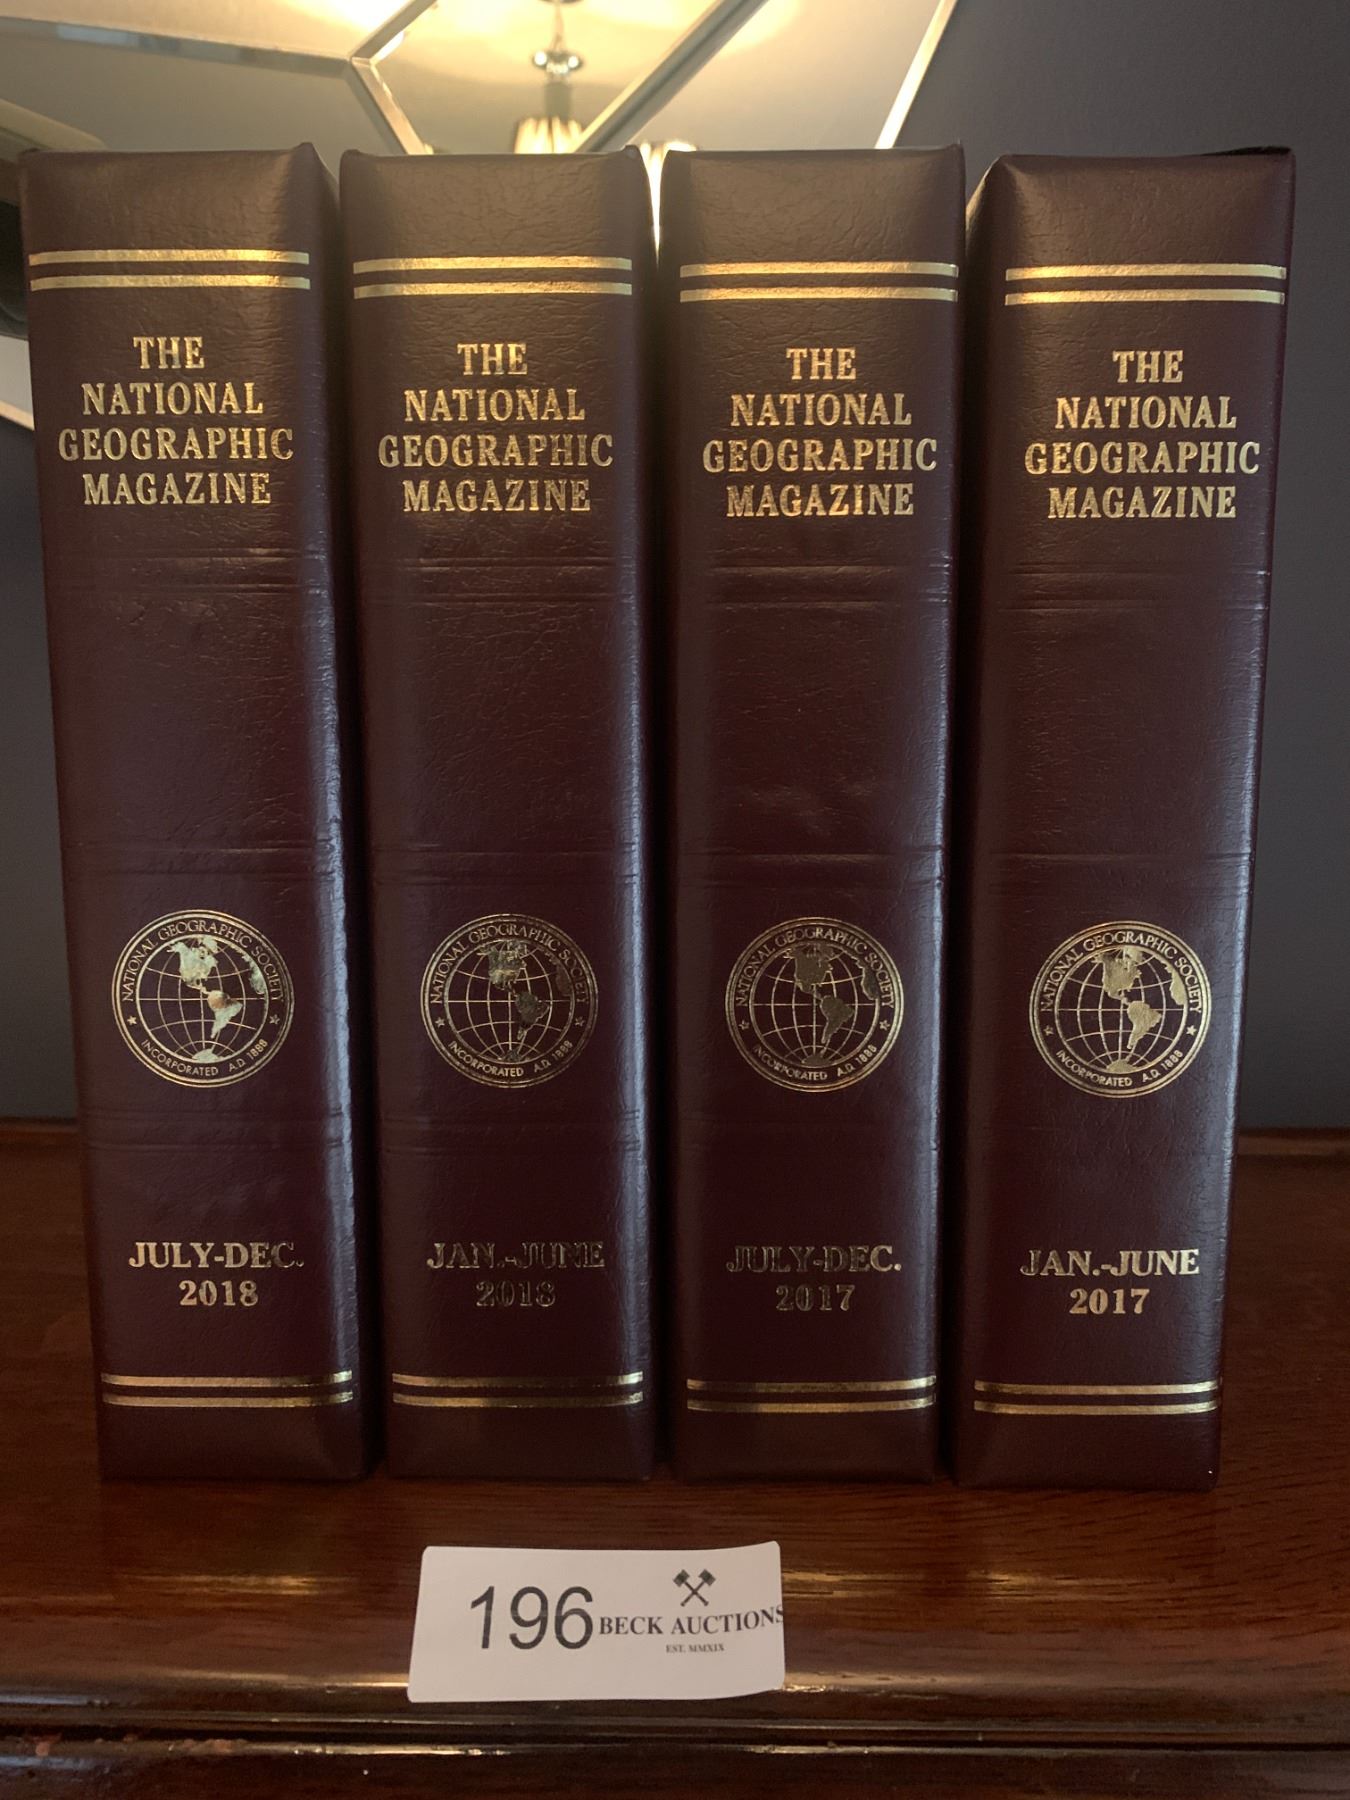 THE
NATIONAL
GEOGRAPHIC
MAGAZINE
NATIONAL GEOGRAPHIC SOCIETY
INCORPORATED A.D. 1888
JULY-DEC.
2018
THE
NATIONAL
GEOGRAPHIC
MAGAZINE
NATIONAL GEOGRAPHIC SOCIETY
INCORPORATED A.D. 1888
JAN.-JUNE
2018
THE
NATIONAL
GEOGRAPHIC
MAGAZINE
NATIONAL GEOGRAPHIC SOCIETY
INCORPORATED A.D. 1888
JULY-DEC.
2017
THE
NATIONAL
GEOGRAPHIC
MAGAZINE
NATIONAL GEOGRAPHIC SOCIETY
INCORPORATED A.D. 1888
JAN.-JUNE
2017
196
BECK AUCTIONS
EST. MMXIX